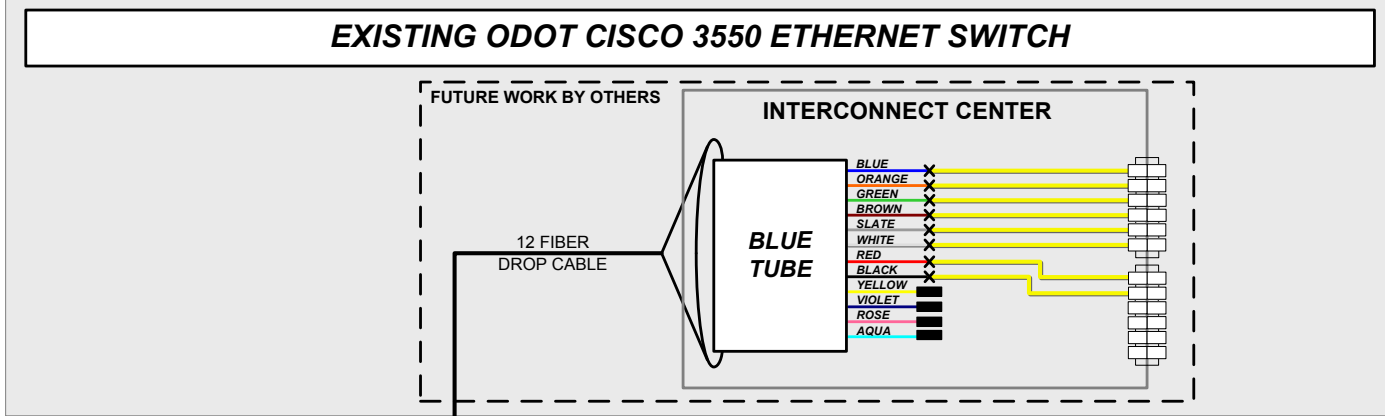 EXISTING ODOT CISCO 3550 ETHERNET SWITCH
FUTURE WORK BY OTHERS
INTERCONNECT CENTER
BLUE
ORANGE
GREEN
BROWN
SLATE
WHITE
RED
BLACK
YELLOW
VIOLET
ROSE
AQUA
BLUE
TUBE
12 FIBER
DROP CABLE